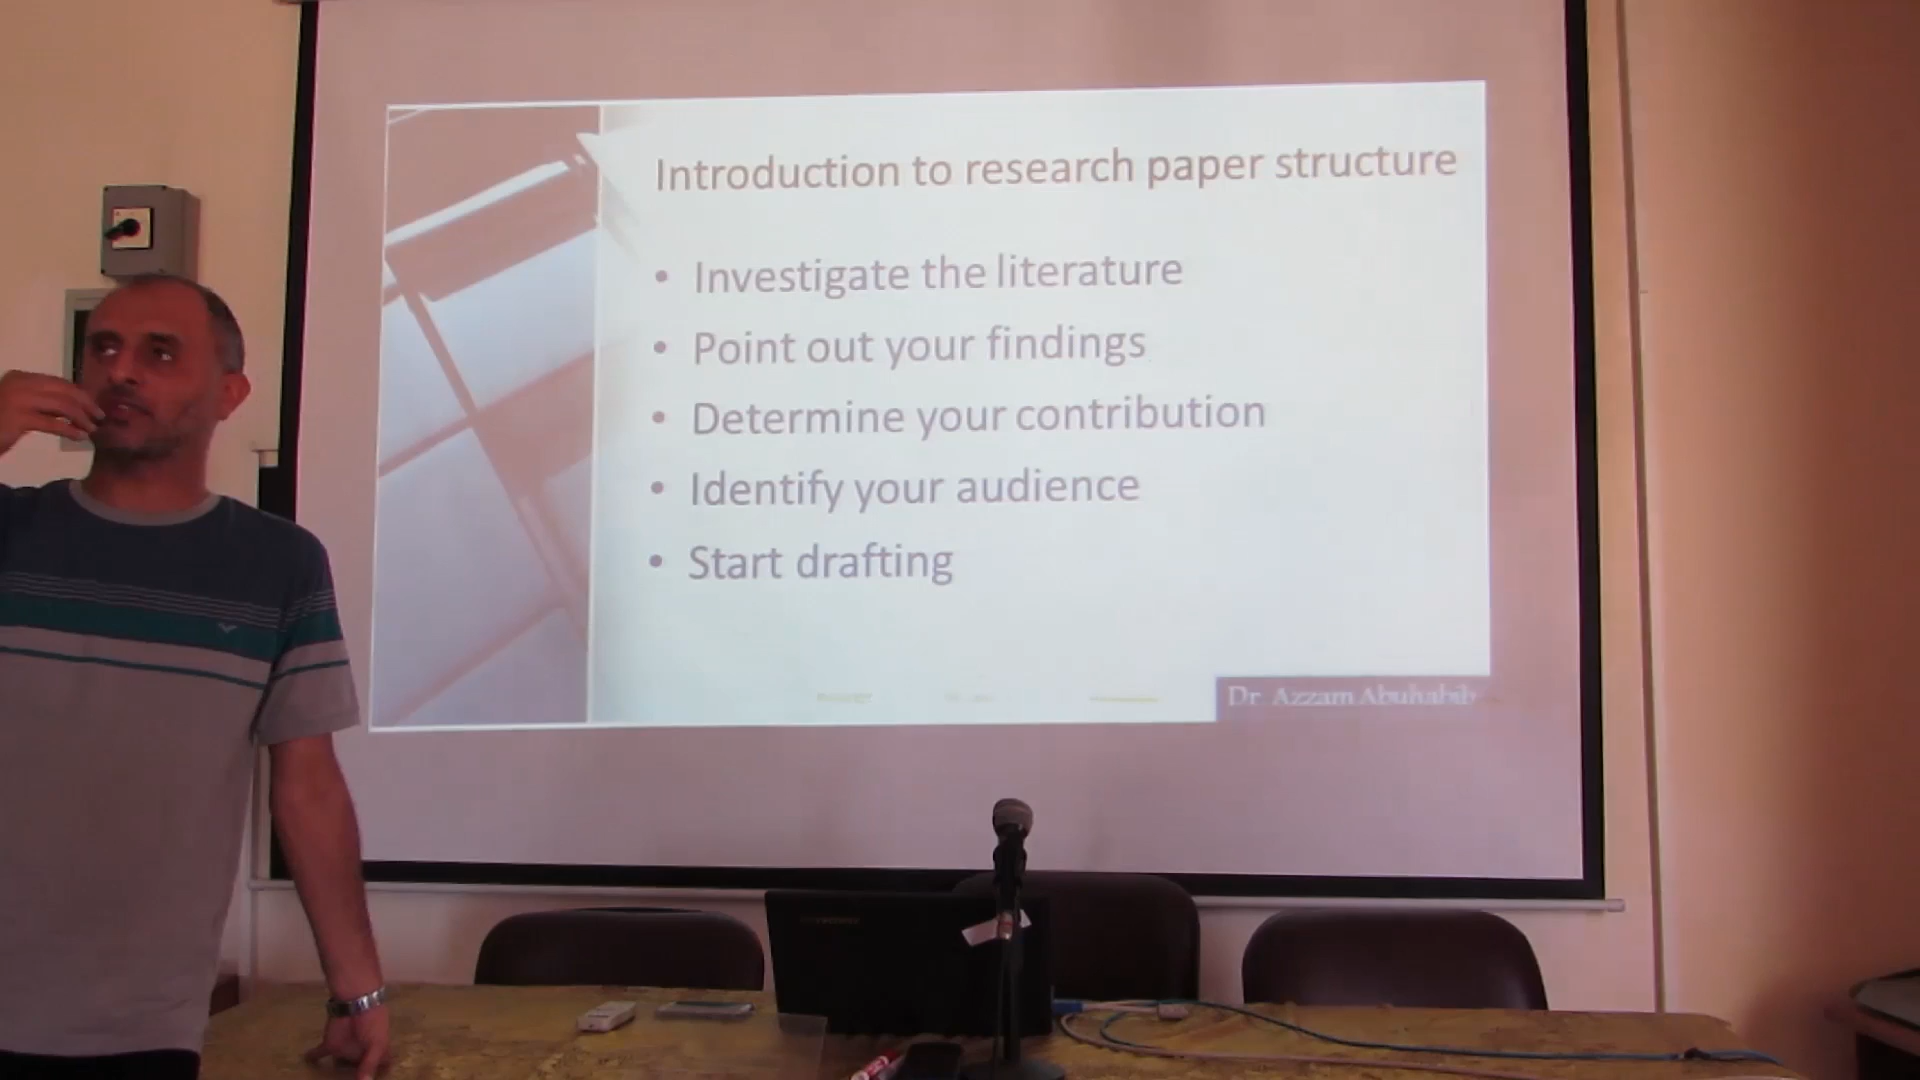 Introduction to research paper structure
• Investigate the literature
• Point out your findings
• Determine your contribution
• Identify your audience
• Start drafting
Dr. Azzam Abuhabib